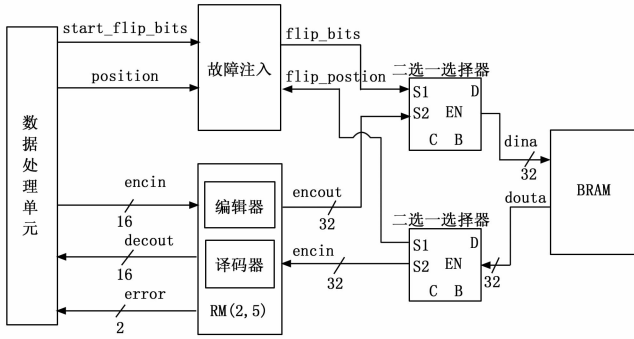 数据处理单元
start_flip_bits
position
故障注入
flip_bits
flip_postion
二选一选择器
S1
D
S2
EN
C
B
dina
32
BRAM
douta
32
encin
16
编辑器
encout
32
decout
16
译码器
encin
32
error
2
RM(2,5)
二选一选择器
S1
D
S2
EN
C
B